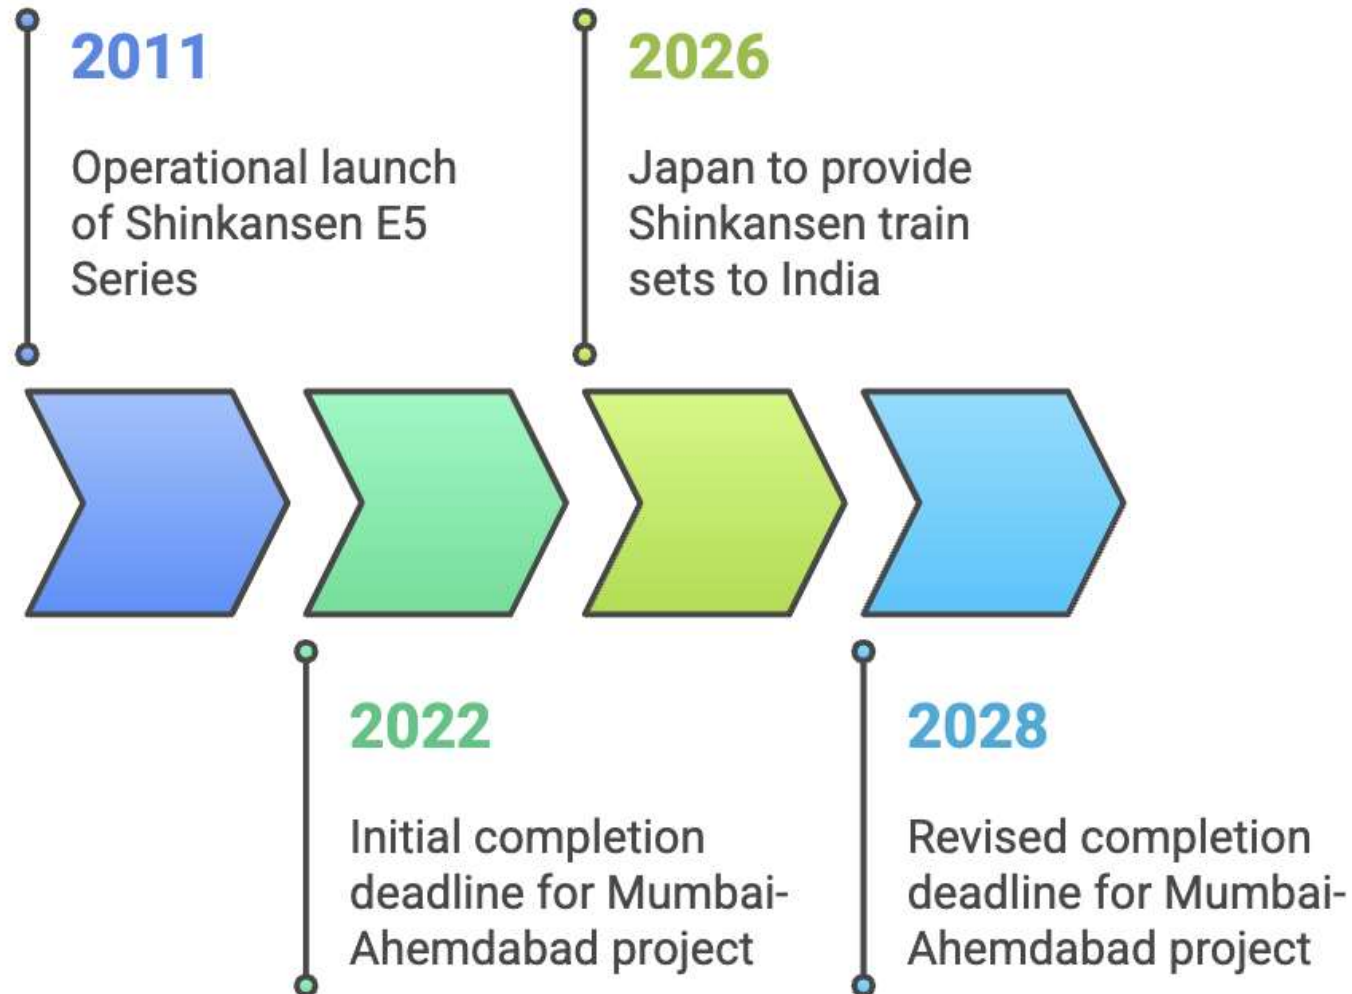 2011
Operational launch
of Shinkansen E5
Series
2022
Initial completion
deadline for Mumbai-
Ahemdabad project
2026
Japan to provide
Shinkansen train
sets to India
2028
Revised completion
deadline for Mumbai-
Ahemdabad project